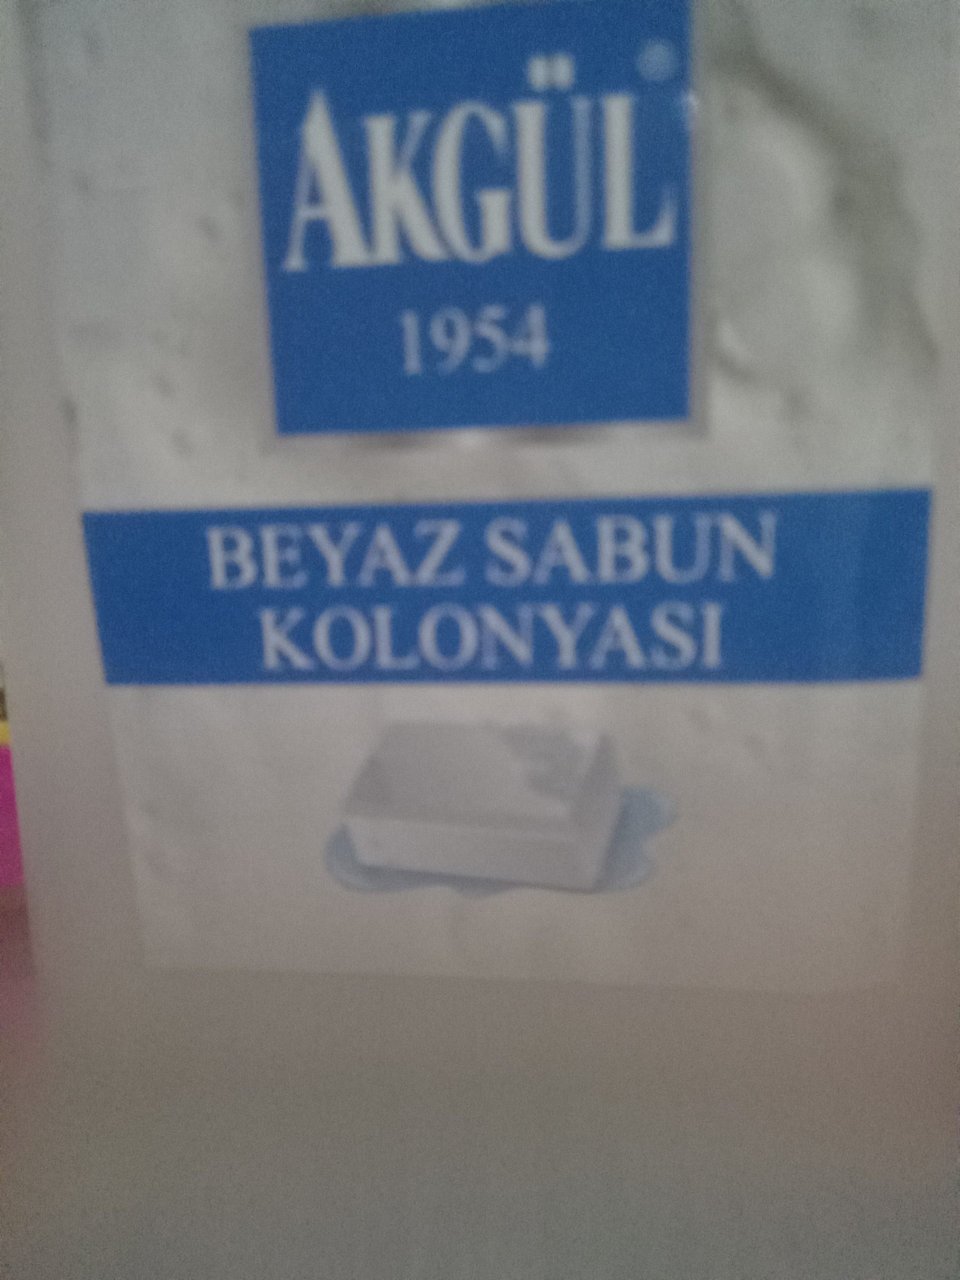 AKGÜL®
1954
BEYAZ SABUN
KOLONYASI